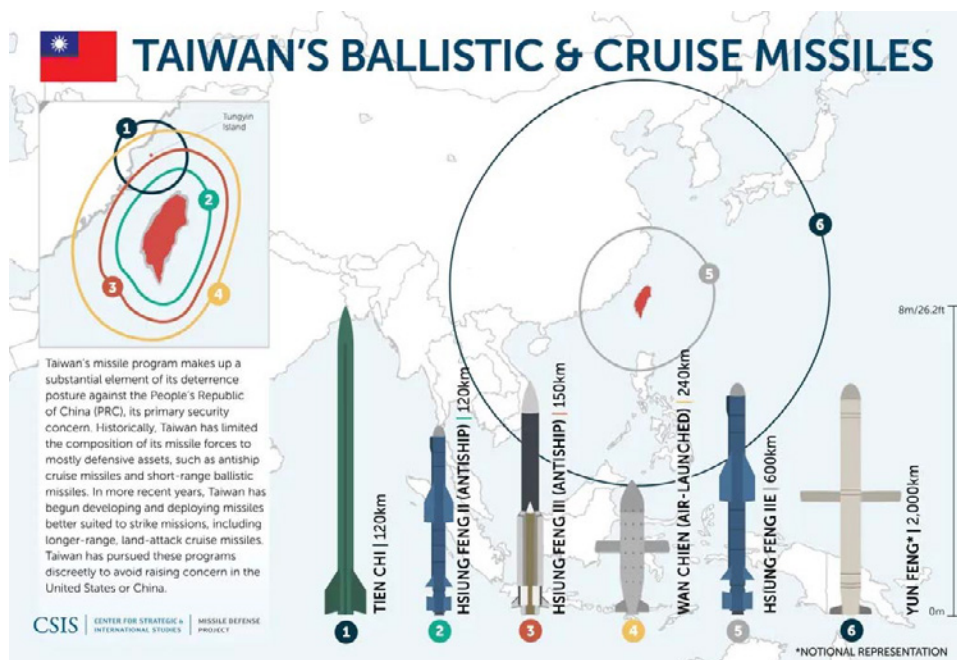 TAIWAN'S BALLISTIC & CRUISE MISSILES
Tungyin
Island
1
2
3
4
5
6
8m/26.2ft
0m
Taiwan's missile program makes up a
substantial element of its deterrence
posture against the People's Republic
of China (PRC), its primary security
concern. Historically, Taiwan has limited
the composition of its missile forces to
mostly defensive assets, such as antiship
cruise missiles and short-range ballistic
missiles. In more recent years, Taiwan has
begun developing and deploying missiles
better suited to strike missions, including
longer-range, land-attack cruise missiles.
Taiwan has pursued these programs
discreetly to avoid raising concern in the
United States or China.
TIEN CHI | 120km
HSIUNG FENG II (ANTISHIP) | 120km
HSIUNG FENG III (ANTISHIP) | 150km
WAN CHIEN (AIR-LAUNCHED) | 240km
HSIUNG FENG IIE | 600km
YUN FENG* | 2,000km
1
2
3
4
5
6
CSIS | CENTER FOR STRATEGIC &
INTERNATIONAL STUDIES | MISSILE DEFENSE
PROJECT
*NOTIONAL REPRESENTATION